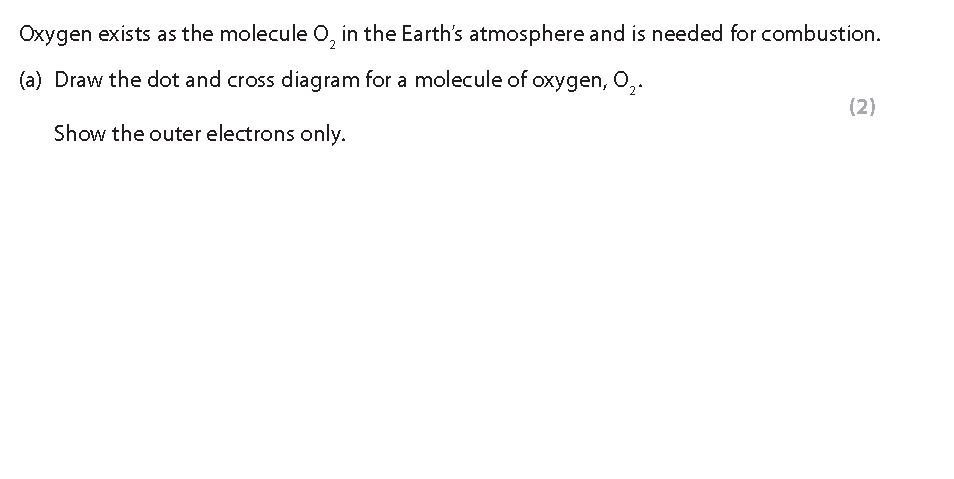 Oxygen exists as the molecule O₂ in the Earth's atmosphere and is needed for combustion.
(a) Draw the dot and cross diagram for a molecule of oxygen, O₂.
(2)
Show the outer electrons only.